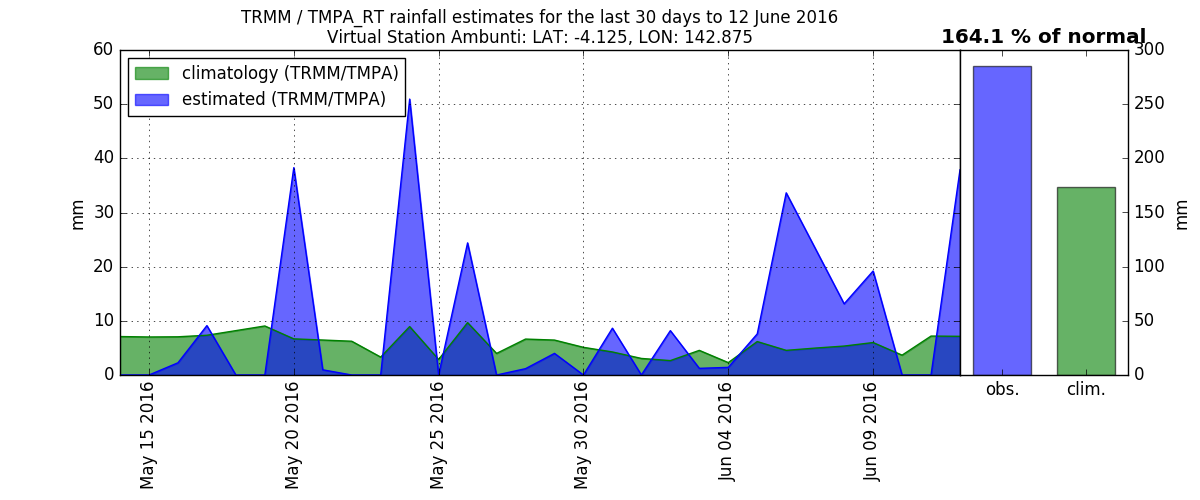 TRMM / TMPA_RT rainfall estimates for the last 30 days to 12 June 2016
Virtual Station Ambunti: LAT: -4.125, LON: 142.875
164.1 % of normal
climatology (TRMM/TMPA)
estimated (TRMM/TMPA)
60
50
40
30
20
10
0
mm
May 15 2016
May 20 2016
May 25 2016
May 30 2016
Jun 04 2016
Jun 09 2016
300
250
200
150
100
50
0
mm
obs.
clim.